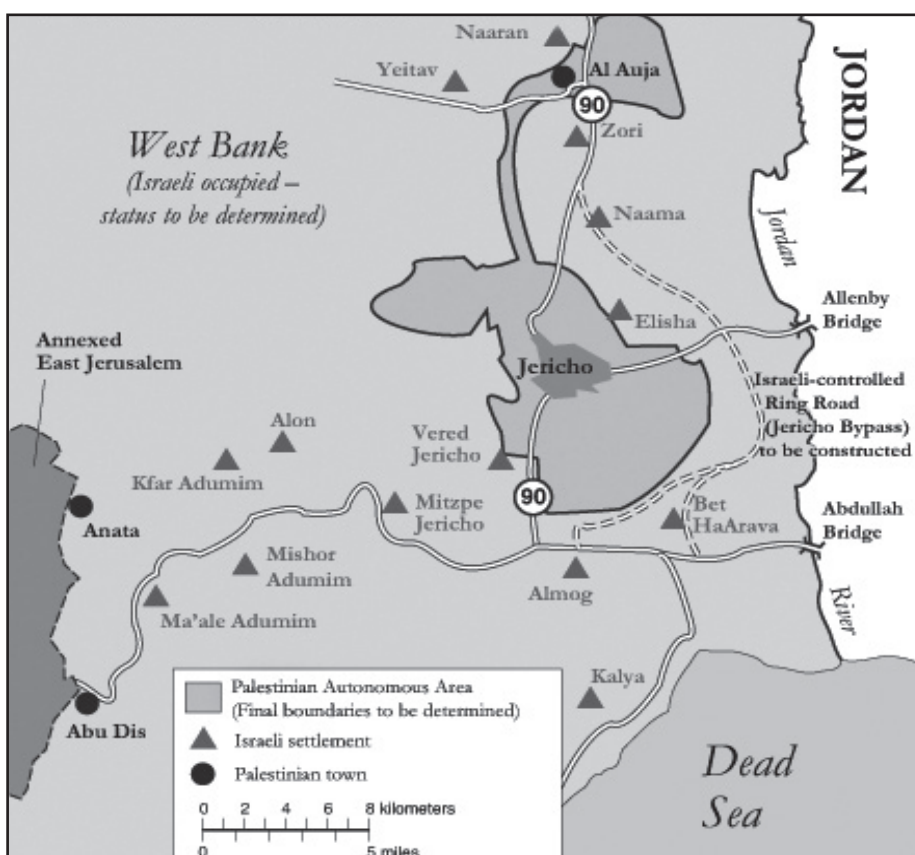 Naaran
Yeitav
Al Auja
90
Zori
JORDAN
West Bank
(Israeli occupied –
status to be determined)
Naama
Jordan
Allenby
Bridge
Elisha
Annexed
East Jerusalem
Jericho
Israeli-controlled
Ring Road
(Jericho Bypass)
to be constructed
Alon
Vered
Jericho
Kfar Adumim
90
Mitzpe
Jericho
Bet
HaArava
Abdullah
Bridge
Anata
Mishor
Adumim
Almog
Ma'ale Adumim
River
Kalya
Abu Dis
Palestinian Autonomous Area
(Final boundaries to be determined)
Israeli settlement
Palestinian town
0 2 4 6 8 kilometers
0 5 miles
Dead
Sea